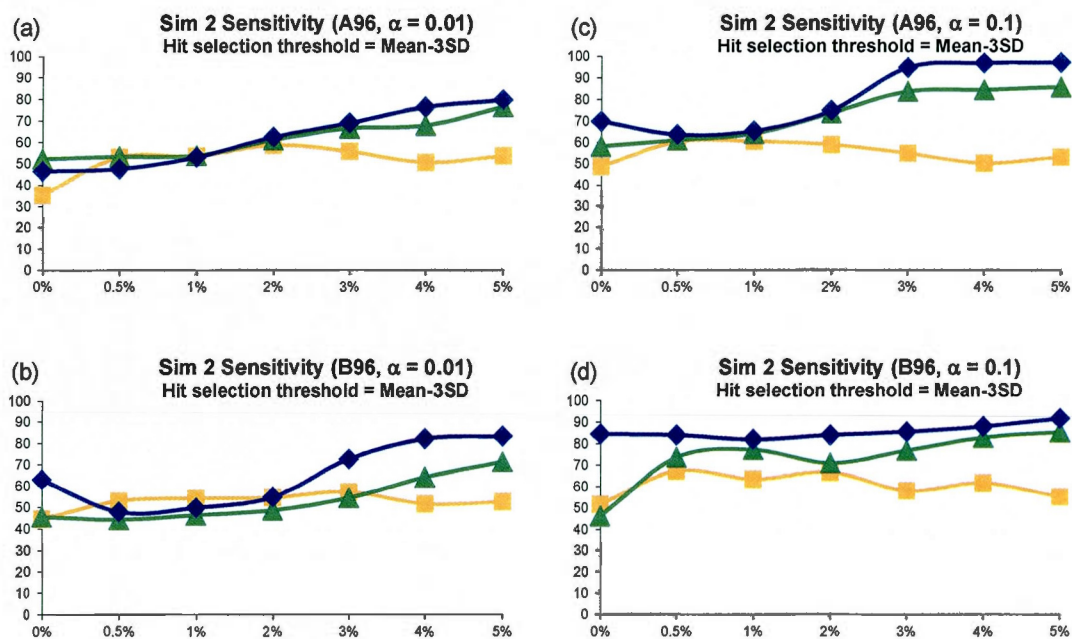 (a)
Sim 2 Sensitivity (A96, α = 0.01)
Hit selection threshold = Mean-3SD
100
90
80
70
60
50
40
30
20
10
0
0% 0.5% 1% 2% 3% 4% 5%
(c)
Sim 2 Sensitivity (A96, α = 0.1)
Hit selection threshold = Mean-3SD
100
90
80
70
60
50
40
30
20
10
0
0% 0.5% 1% 2% 3% 4% 5%
(b)
Sim 2 Sensitivity (B96, α = 0.01)
Hit selection threshold = Mean-3SD
100
90
80
70
60
50
40
30
20
10
0
0% 0.5% 1% 2% 3% 4% 5%
(d)
Sim 2 Sensitivity (B96, α = 0.1)
Hit selection threshold = Mean-3SD
100
90
80
70
60
50
40
30
20
10
0
0% 0.5% 1% 2% 3% 4% 5%